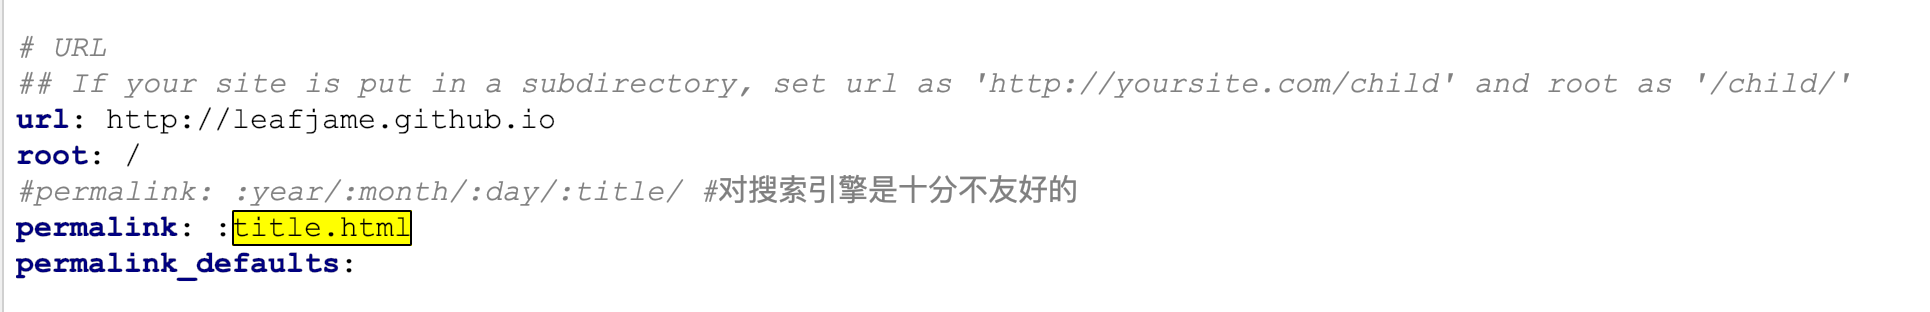 # URL
## If your site is put in a subdirectory, set url as 'http://yoursite.com/child' and root as '/child/'
url: http://leafjame.github.io
root: /
#permalink: :year/:month/:day/:title/ #对搜索引擎是十分不友好的
permalink: :title.html
permalink_defaults: